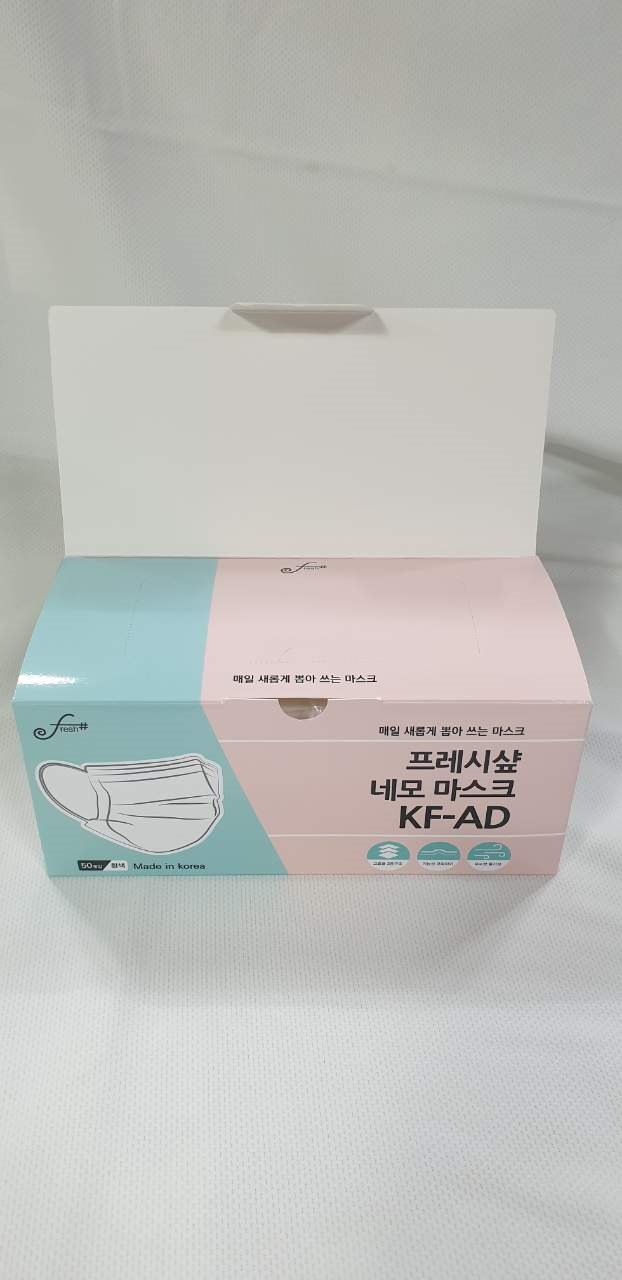 fresh#
매일 새롭게 뽑아 쓰는 마스크
fresh#
매일 새롭게 뽑아 쓰는 마스크
프레시샾
네모 마스크
KF-AD
50매입 흰색 Made in korea